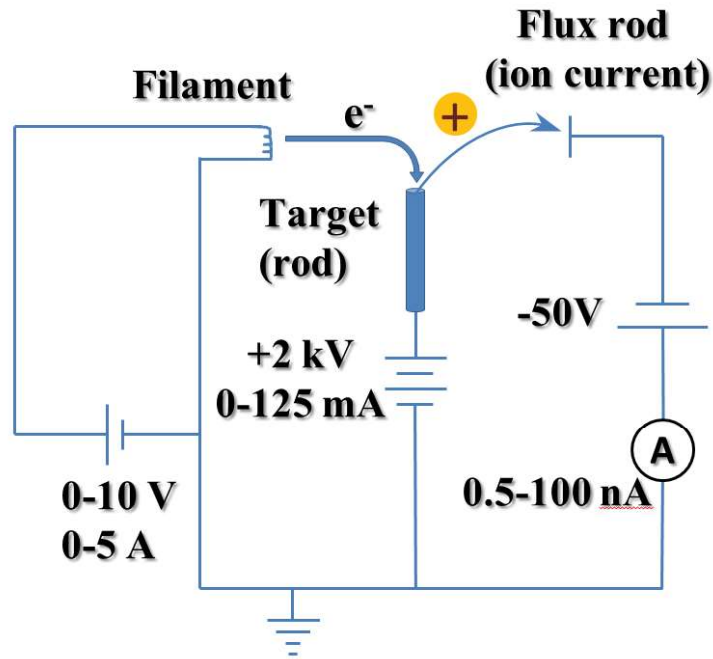 Flux rod
(ion current)
Filament
e-
+
Target
(rod)
-50V
+2 kV
0-125 mA
A
0-10 V
0-5 A
0.5-100 nA